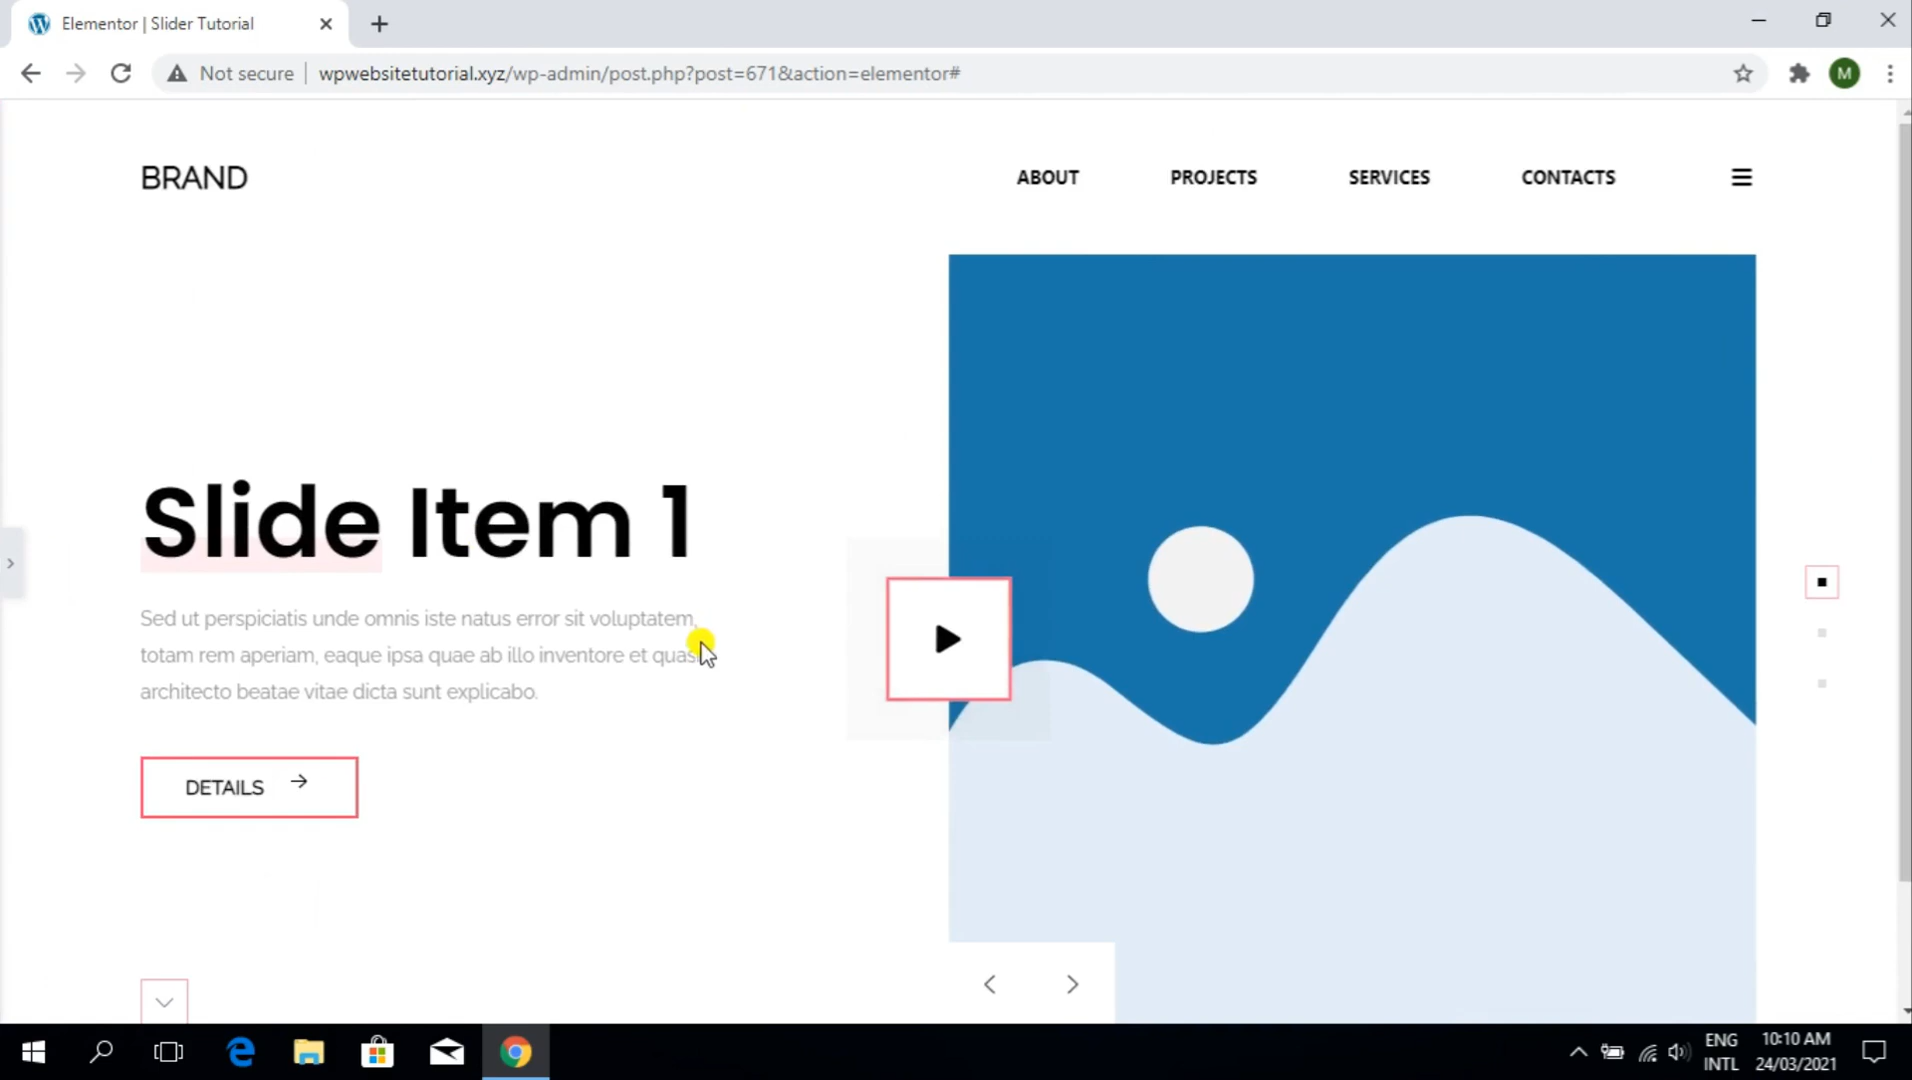 Elementor | Slider Tutorial
Not secure
wpwebsitetutorial.xyz/wp-admin/post.php?post=671&action=elementor#
M
BRAND
ABOUT
PROJECTS
SERVICES
CONTACTS
Slide Item 1
Sed ut perspiciatis unde omnis iste natus error sit voluptatem,
totam rem aperiam, eaque ipsa quae ab illo inventore et quasi
architecto beatae vitae dicta sunt explicabo.
DETAILS
ENG
INTL
10:10 AM
24/03/2021